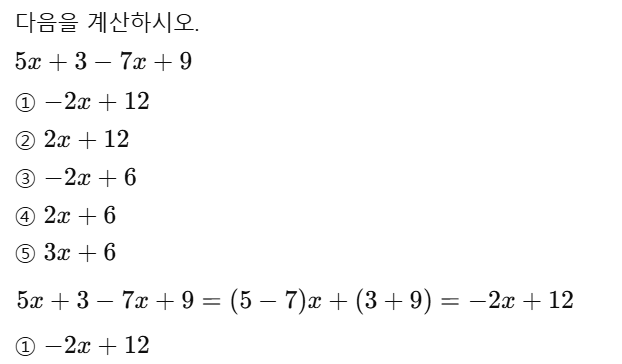 다음을 계산하시오.
5x + 3 − 7x + 9
① −2x + 12
② 2x + 12
③ −2x + 6
④ 2x + 6
⑤ 3x + 6
5x + 3 − 7x + 9 = (5 − 7)x + (3 + 9) = −2x + 12
① −2x + 12